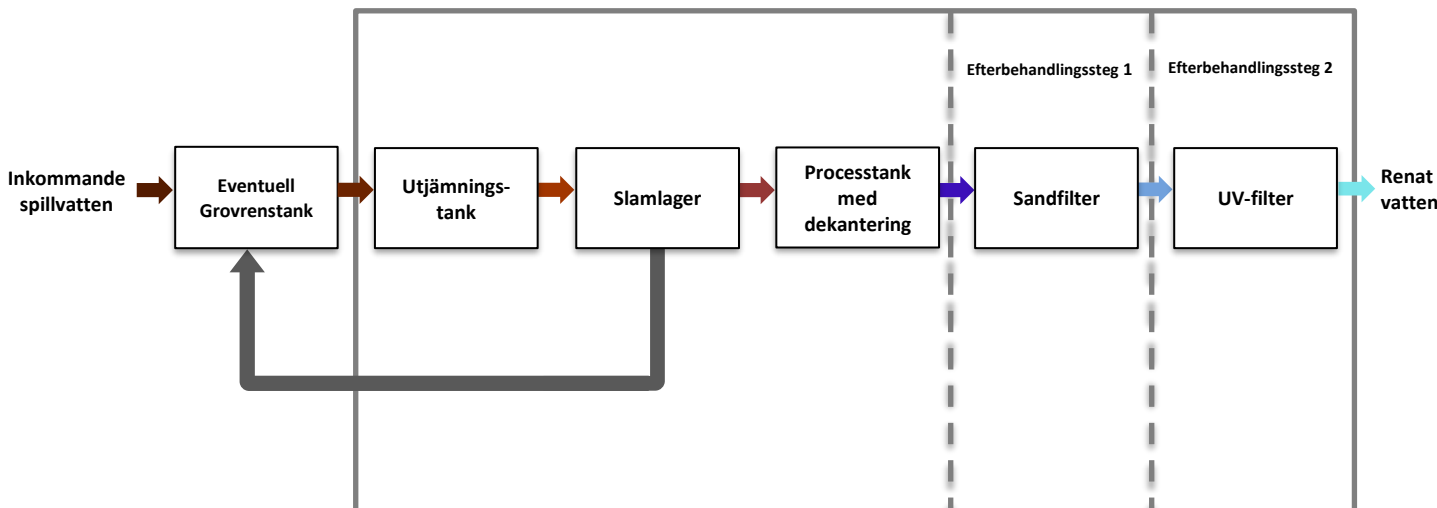 Efterbehandlingssteg 1
Efterbehandlingssteg 2
Inkommande
spillvatten
Eventuell
Grovrenstank
Utjämnings-
tank
Slamlager
Processtank
med
dekantering
Sandfilter
UV-filter
Renat
vatten